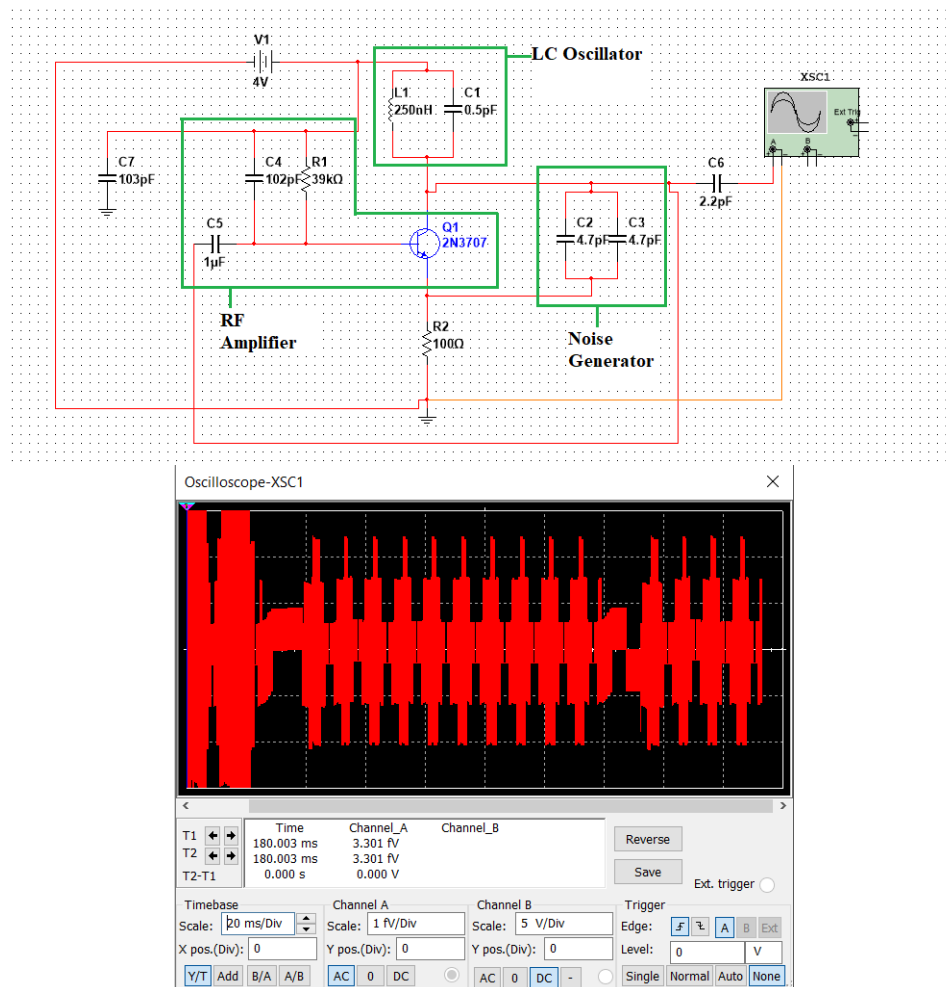 V1
4V
LC Oscillator
L1
250nH
C1
0.5pF
XSC1
Ext Trig
A
B
C7
103pF
C4
102pF
R1
39kΩ
C6
2.2pF
C5
1µF
Q1
2N3707
C2
4.7pF
C3
4.7pF
R2
100Ω
RF
Amplifier
Noise
Generator
Oscilloscope-XSC1
Time Channel_A Channel_B
T1 180.003 ms 3.301 fV
T2 180.003 ms 3.301 fV
T2-T1 0.000 s 0.000 V
Reverse
Save
Ext. trigger
Timebase
Scale: 20 ms/Div
X pos.(Div): 0
Y/T Add B/A A/B
Channel A
Scale: 1 fV/Div
Y pos.(Div): 0
AC 0 DC
Channel B
Scale: 5 V/Div
Y pos.(Div): 0
AC 0 DC -
Trigger
Edge: A B Ext
Level: 0 V
Single Normal Auto None